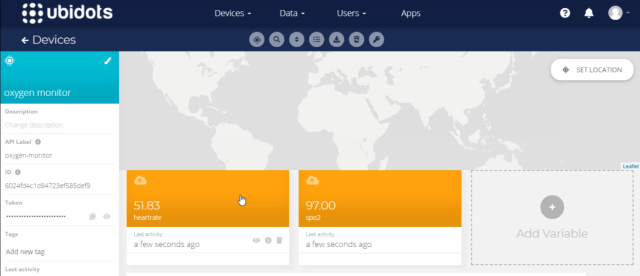 ubidots
Devices
Data
Users
Apps
Devices
oxygen monitor
Description
Change description
API Label
oxygen-monitor
ID
6024fd4c1d84723ef585def9
Token
Tags
Add new tag
Last activity
SET LOCATION
Leaflet
51.83
heartrate
Last activity
a few seconds ago
97.00
spo2
Last activity
a few seconds ago
Add Variable